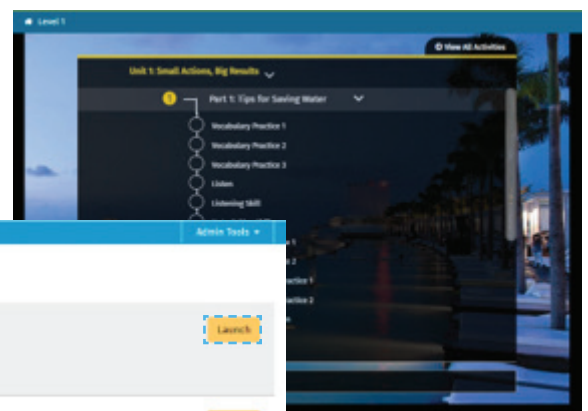 Level 1
View All Activities
Unit 1: Small Actions, Big Results
1 Part 1: Tips for Saving Water
Vocabulary Practice 1
Vocabulary Practice 2
Vocabulary Practice 3
Listen
Listening Skill
Admin Tools
Launch